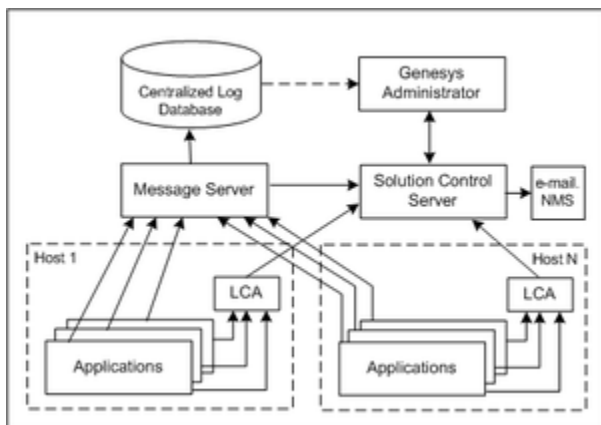 Centralized Log
Database
Genesys
Administrator
Message Server
Solution Control
Server
e-mail.
NMS
Host 1
Host N
LCA
LCA
Applications
Applications